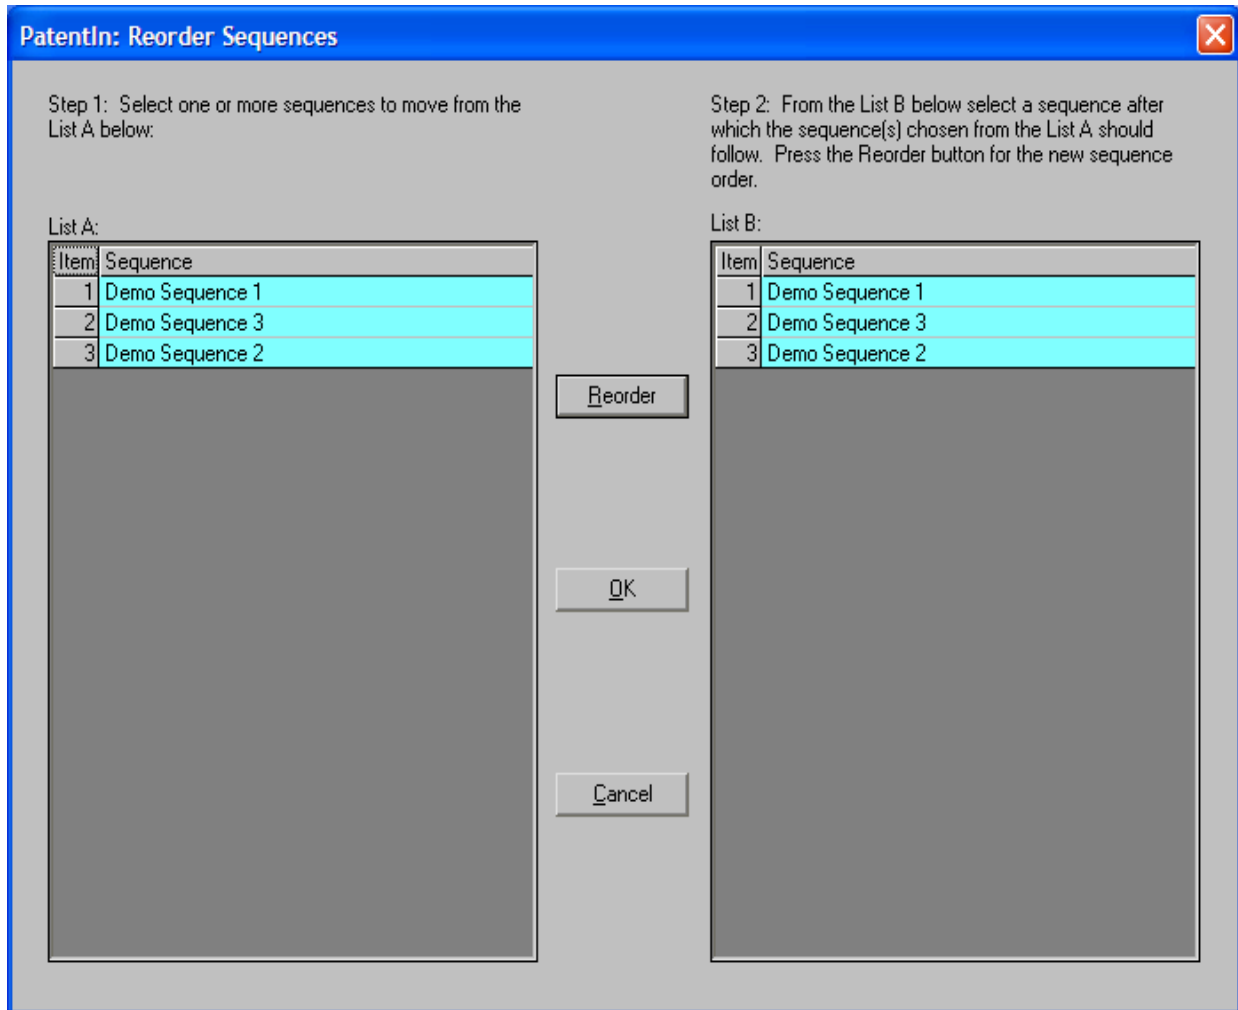 PatentIn: Reorder Sequences
Step 1:  Select one or more sequences to move from the
List A below:
Step 2:  From the List B below select a sequence after
which the sequence(s) chosen from the List A should
follow.  Press the Reorder button for the new sequence
order.
List A:
Item Sequence
1 Demo Sequence 1
2 Demo Sequence 3
3 Demo Sequence 2
Reorder
OK
Cancel
List B:
Item Sequence
1 Demo Sequence 1
2 Demo Sequence 3
3 Demo Sequence 2